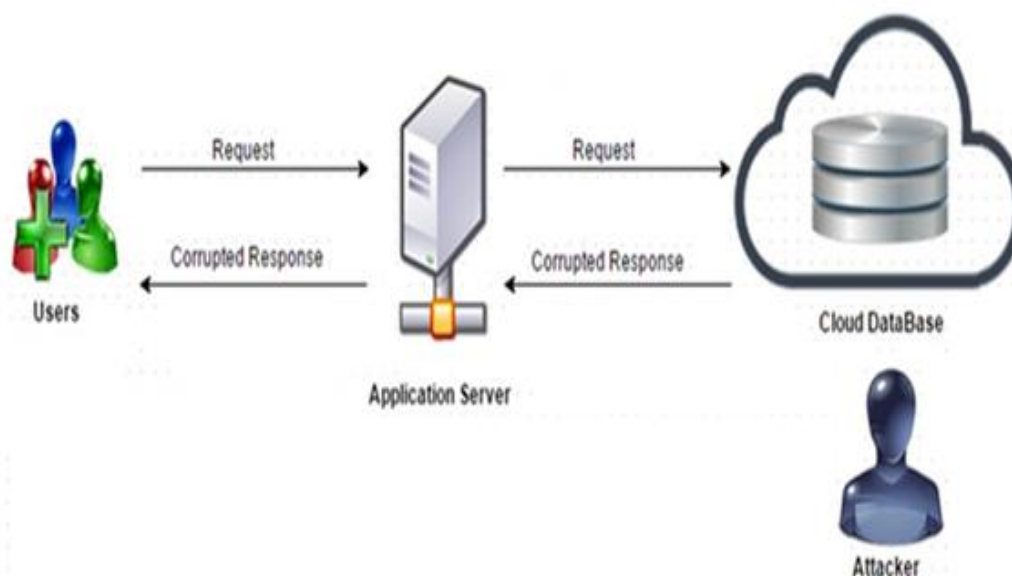 Request
Request
Corrupted Response
Corrupted Response
Users
Cloud DataBase
Application Server
Attacker